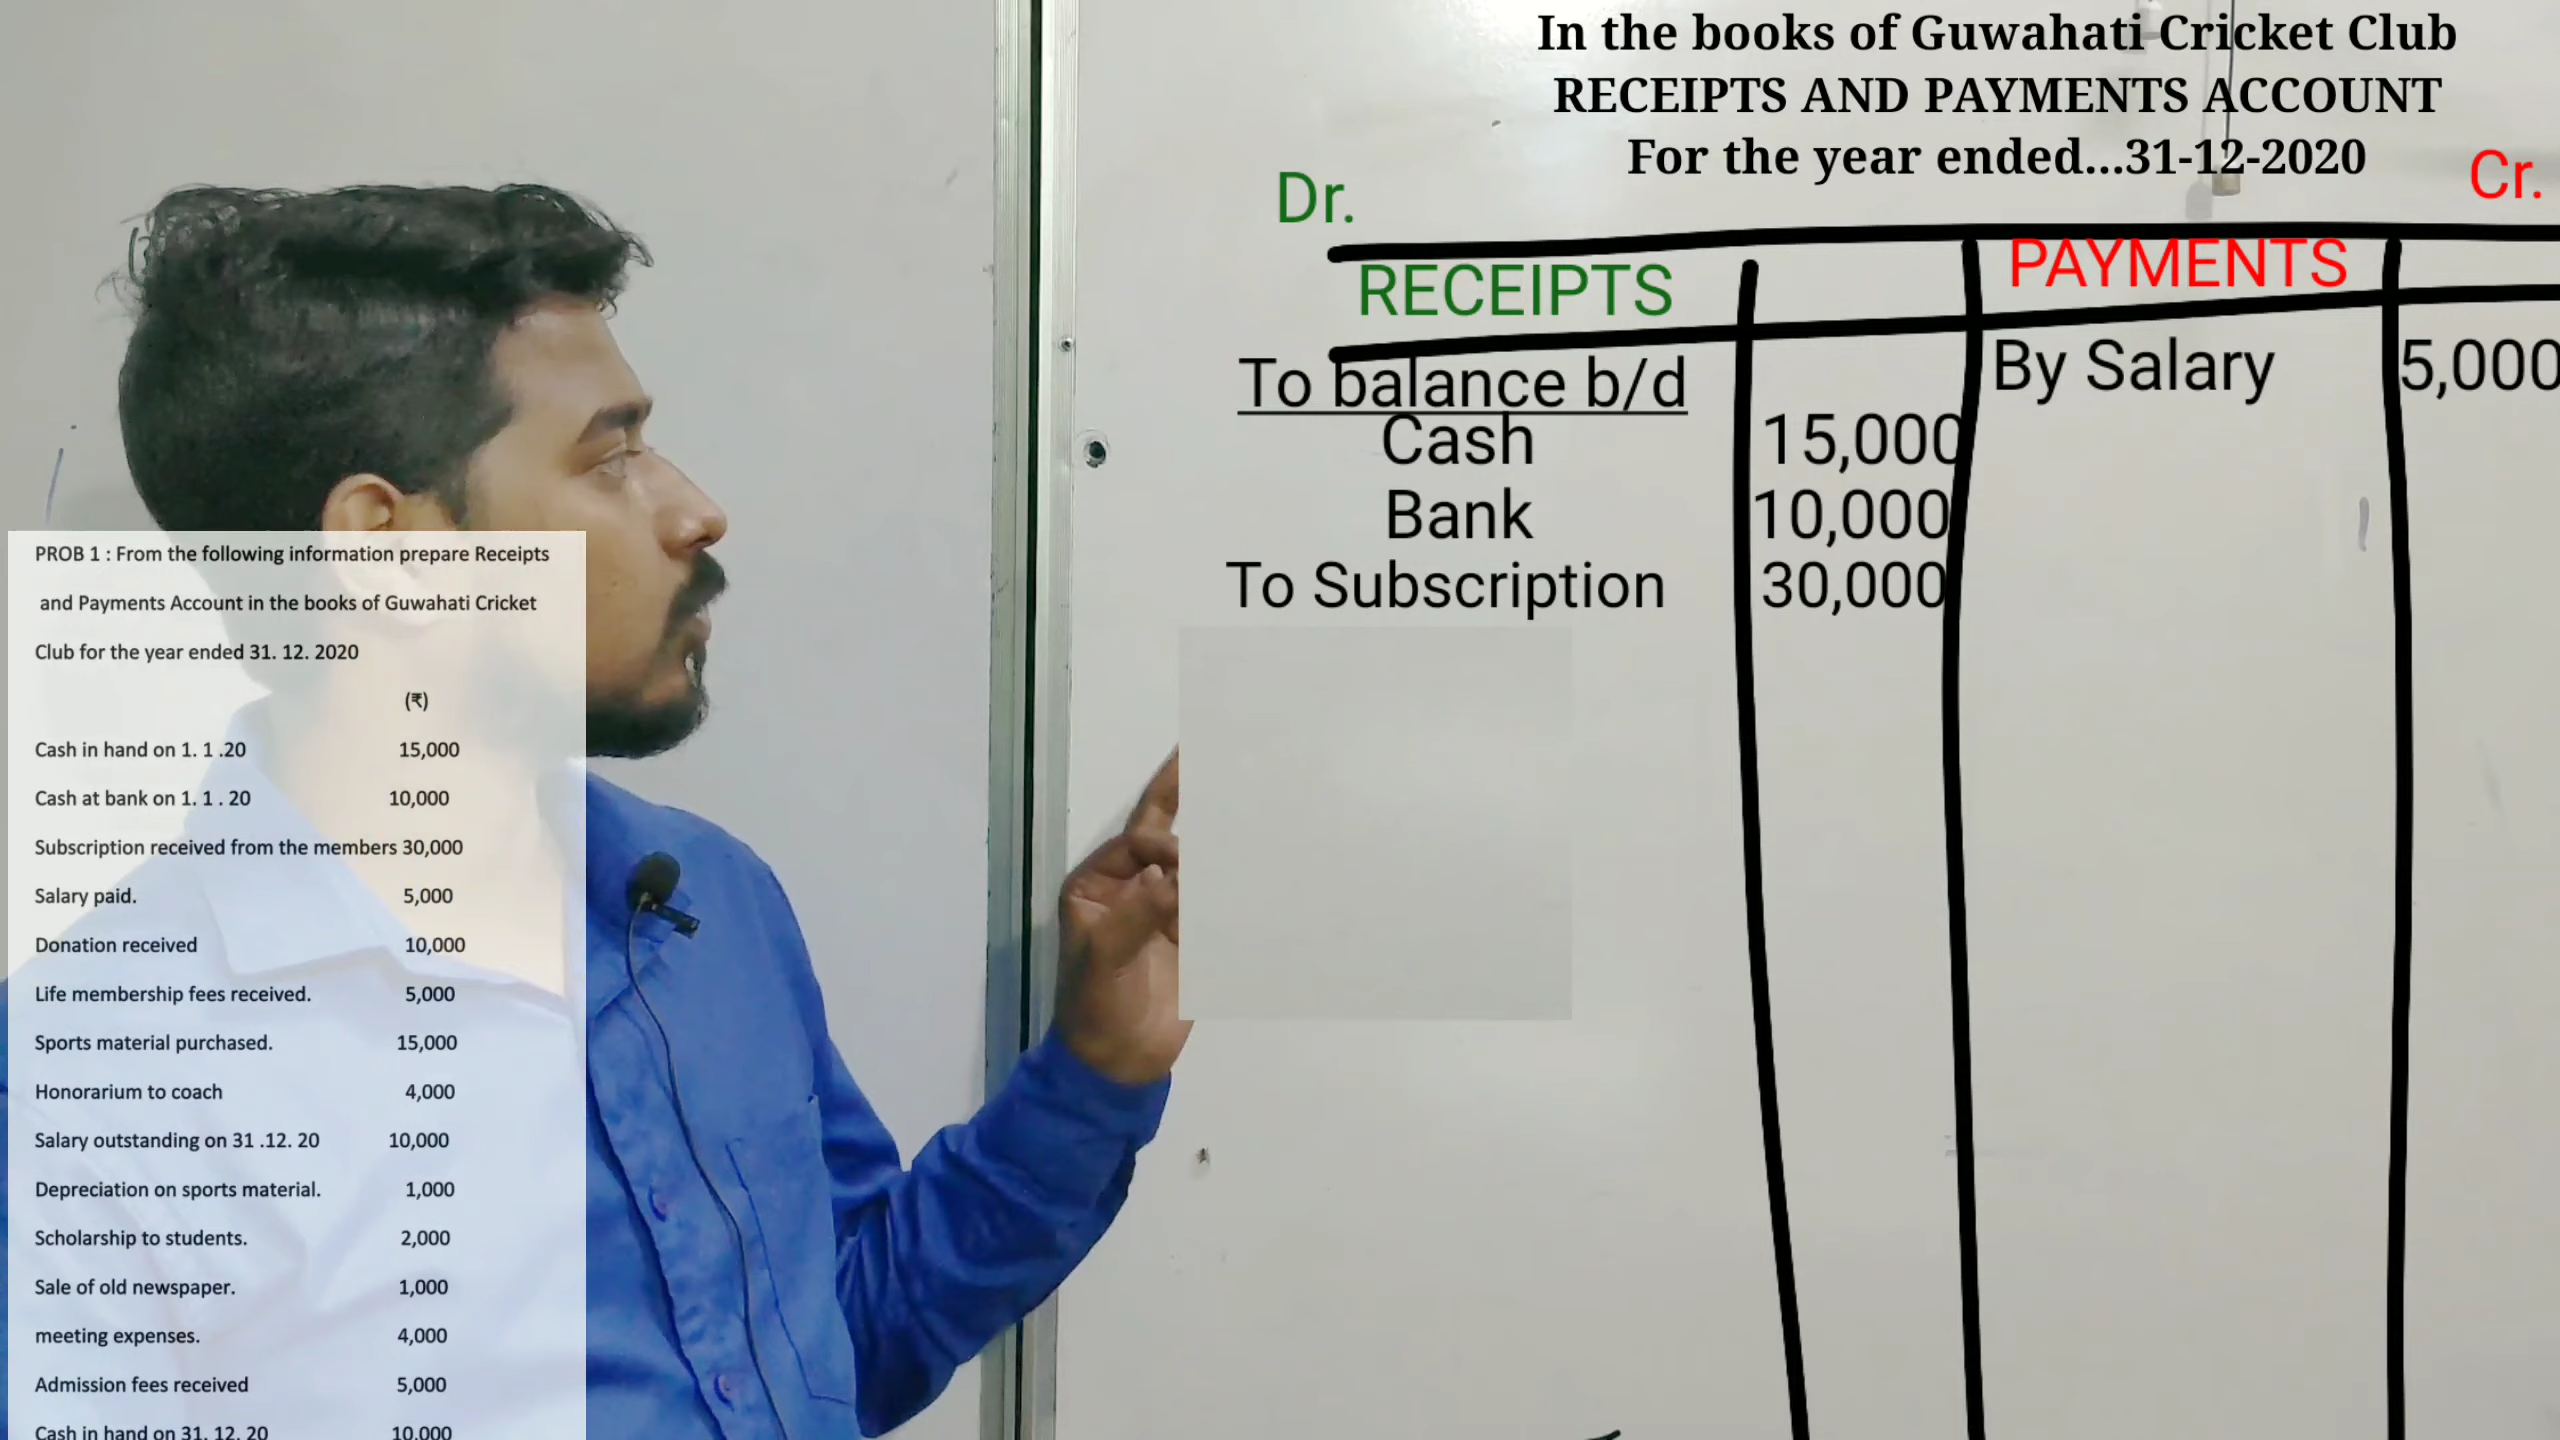 In the books of Guwahati Cricket Club
RECEIPTS AND PAYMENTS ACCOUNT
For the year ended...31-12-2020
Dr.
Cr.
RECEIPTS
PAYMENTS
To balance b/d
By Salary 5,000
Cash 15,000
Bank 10,000
To Subscription 30,000
PROB 1 : From the following information prepare Receipts
and Payments Account in the books of Guwahati Cricket
Club for the year ended 31. 12. 2020
(₹)
Cash in hand on 1. 1 .20 15,000
Cash at bank on 1. 1 . 20 10,000
Subscription received from the members 30,000
Salary paid. 5,000
Donation received 10,000
Life membership fees received. 5,000
Sports material purchased. 15,000
Honorarium to coach 4,000
Salary outstanding on 31 .12. 20 10,000
Depreciation on sports material. 1,000
Scholarship to students. 2,000
Sale of old newspaper. 1,000
meeting expenses. 4,000
Admission fees received 5,000
Cash in hand on 31. 12. 20 10,000